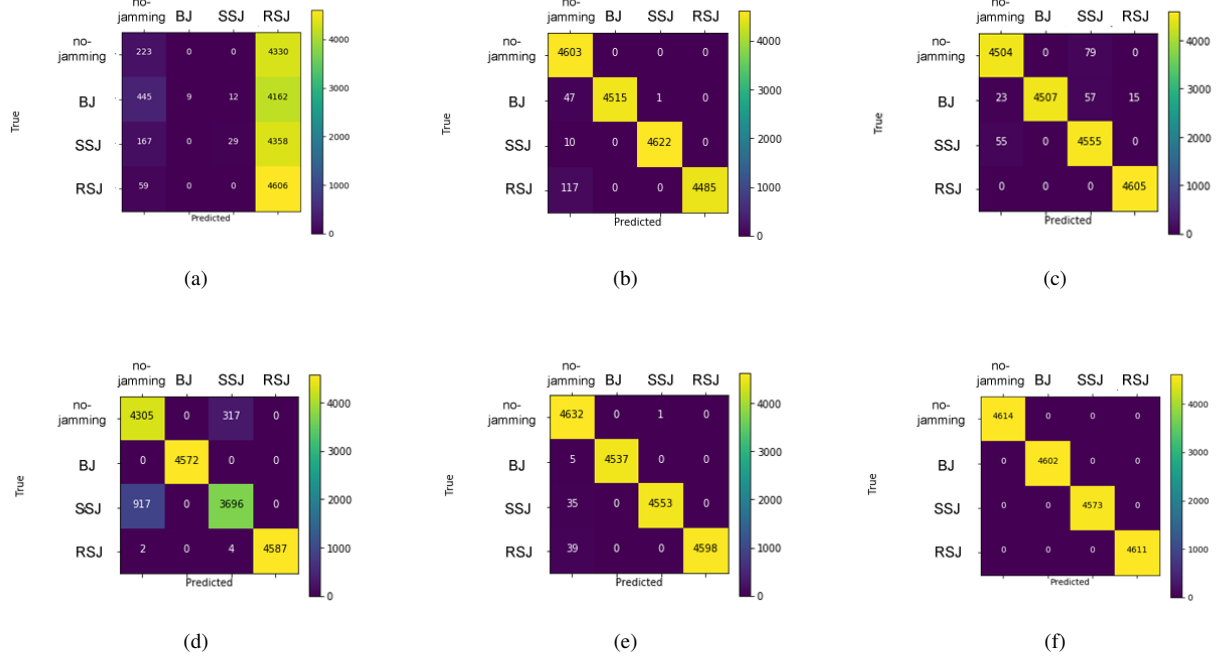 no-
jamming BJ SSJ RSJ
no-
jamming 223 0 0 4330
BJ 445 9 12 4162
SSJ 167 0 29 4358
RSJ 59 0 0 4606
True
Predicted
4000
3000
2000
1000
0
(a)
no-
jamming BJ SSJ RSJ
no-
jamming 4603 0 0 0
BJ 47 4515 1 0
SSJ 10 0 4622 0
RSJ 117 0 0 4485
True
Predicted
4000
3000
2000
1000
0
(b)
no-
jamming BJ SSJ RSJ
no-
jamming 4504 0 79 0
BJ 23 4507 57 15
SSJ 55 0 4555 0
RSJ 0 0 0 4605
True
Predicted
4000
3000
2000
1000
0
(c)
no-
jamming BJ SSJ RSJ
no-
jamming 4305 0 317 0
BJ 0 4572 0 0
SSJ 917 0 3696 0
RSJ 2 0 4 4587
True
Predicted
4000
3000
2000
1000
0
(d)
no-
jamming BJ SSJ RSJ
no-
jamming 4632 0 1 0
BJ 5 4537 0 0
SSJ 35 0 4553 0
RSJ 39 0 0 4598
True
Predicted
4000
3000
2000
1000
0
(e)
no-
jamming BJ SSJ RSJ
no-
jamming 4614 0 0 0
BJ 0 4602 0 0
SSJ 0 0 4573 0
RSJ 0 0 0 4611
True
Predicted
4000
3000
2000
1000
0
(f)